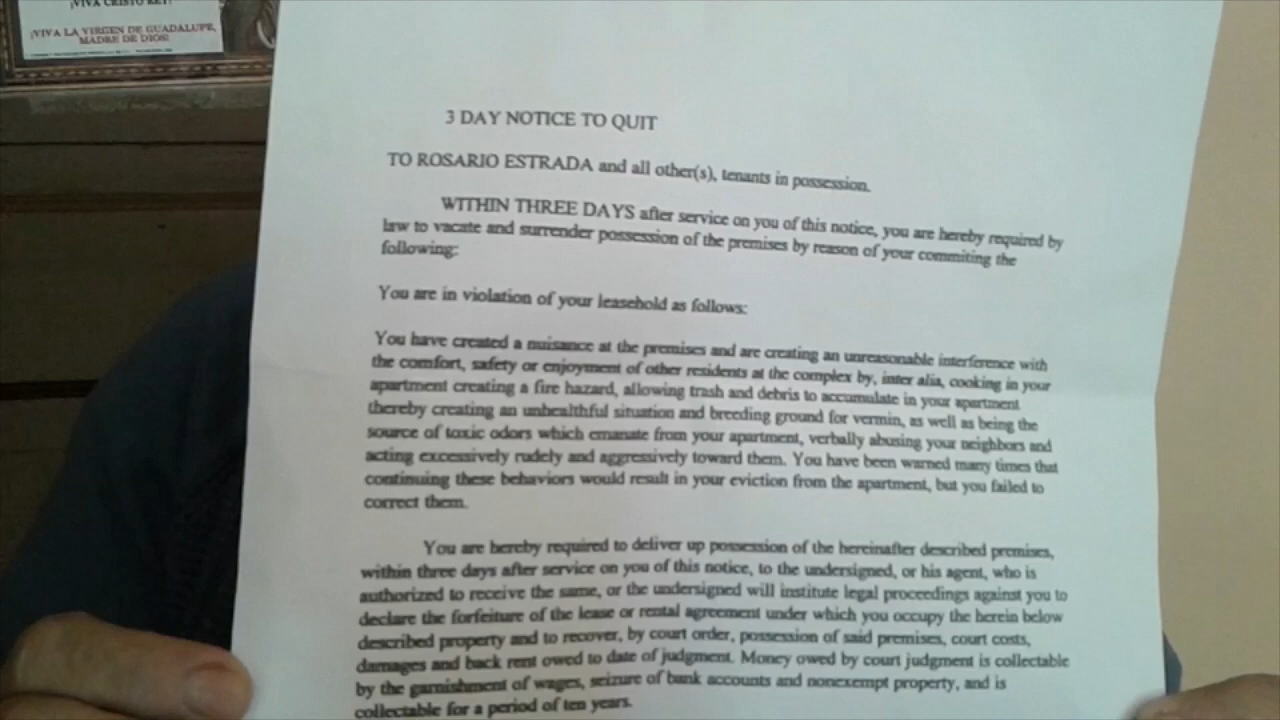 ¡VIVA CRISTO REY!
¡VIVA LA VIRGEN DE GUADALUPE,
MADRE DE DIOS!
3 DAY NOTICE TO QUIT
TO ROSARIO ESTRADA and all other(s), tenants in possession.
WITHIN THREE DAYS after service on you of this notice, you are hereby required by
law to vacate and surrender possession of the premises by reason of your commiting the
following:
You are in violation of your leasehold as follows:
You have created a nuisance at the premises and are creating an unreasonable interference with
the comfort, safety or enjoyment of other residents at the complex by, inter alia, cooking in your
apartment creating a fire hazard, allowing trash and debris to accumulate in your apartment
thereby creating an unhealthful situation and breeding ground for vermin, as well as being the
source of toxic odors which emanate from your apartment, verbally abusing your neighbors and
acting excessively rudely and aggressively toward them. You have been warned many times that
continuing these behaviors would result in your eviction from the apartment, but you failed to
correct them.
You are hereby required to deliver up possession of the hereinafter described premises,
within three days after service on you of this notice, to the undersigned, or his agent, who is
authorized to receive the same, or the undersigned will institute legal proceedings against you to
declare the forfeiture of the lease or rental agreement under which you occupy the herein below
described property and to recover, by court order, possession of said premises, court costs,
damages and back rent owed to date of judgment. Money owed by court judgment is collectable
by the garnishment of wages, seizure of bank accounts and nonexempt property, and is
collectable for a period of ten years.